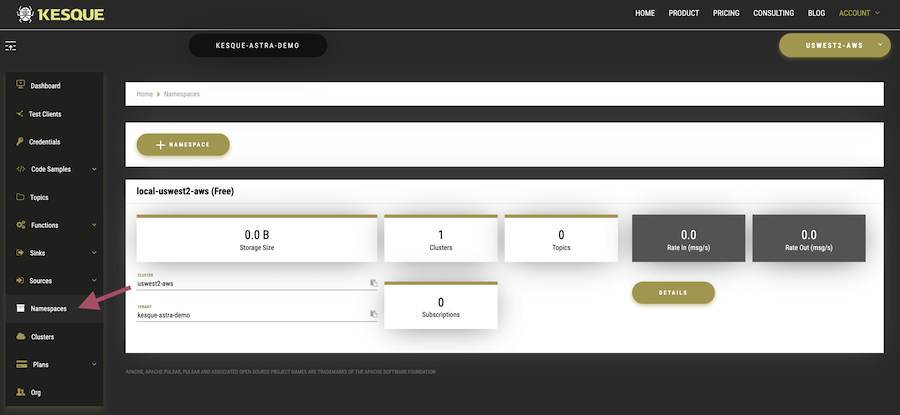 KESQUE
HOME PRODUCT PRICING CONSULTING BLOG ACCOUNT
KESQUE-ASTRA-DEMO
USWEST2-AWS
Dashboard
Test Clients
Credentials
Code Samples
Topics
Functions
Sinks
Sources
Namespaces
Clusters
Plans
Org
Home Namespaces
NAMESPACE
local-uswest2-aws (Free)
0.0 B
Storage Size
1
Clusters
0
Topics
0.0
Rate In (msg/s)
0.0
Rate Out (msg/s)
CLUSTER
uswest2-aws
TENANT
kesque-astra-demo
0
Subscriptions
DETAILS
APACHE, APACHE PULSAR, PULSAR AND ASSOCIATED OPEN SOURCE PROJECT NAMES ARE TRADEMARKS OF THE APACHE SOFTWARE FOUNDATION